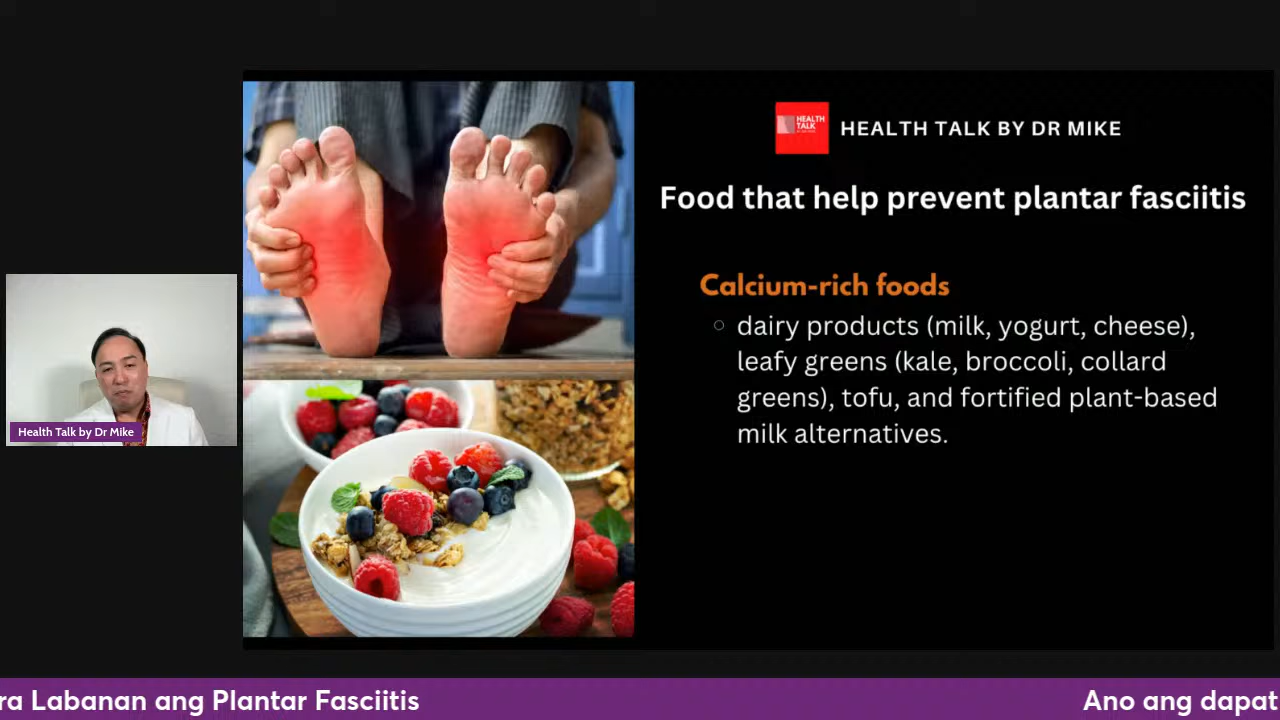 HEALTH
TALK
HEALTH TALK BY DR MIKE
Food that help prevent plantar fasciitis
Calcium-rich foods
dairy products (milk, yogurt, cheese),
leafy greens (kale, broccoli, collard
greens), tofu, and fortified plant-based
milk alternatives.
Health Talk by Dr Mike
ra Labanan ang Plantar Fasciitis
Ano ang dapat